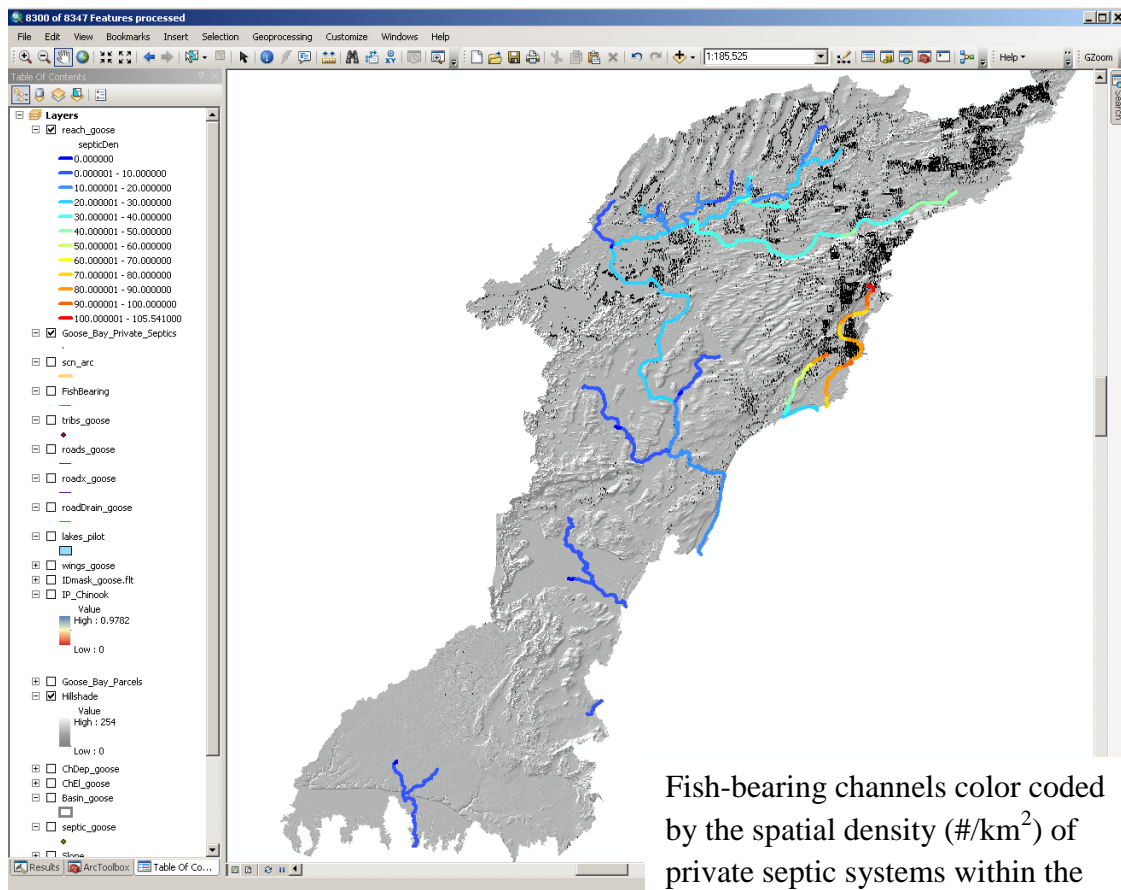 8300 of 8347 Features processed
File Edit View Bookmarks Insert Selection Geoprocessing Customize Windows Help
1:185,525 Help GZoom
Table Of Contents
Search
Layers
reach_goose
septicDen
0.000000
0.000001 - 10.000000
10.000001 - 20.000000
20.000001 - 30.000000
30.000001 - 40.000000
40.000001 - 50.000000
50.000001 - 60.000000
60.000001 - 70.000000
70.000001 - 80.000000
80.000001 - 90.000000
90.000001 - 100.000000
100.000001 - 105.541000
Goose_Bay_Private_Septics
scn_arc
FishBearing
tribs_goose
roads_goose
roadx_goose
roadDrain_goose
lakes_pilot
wings_goose
IDmask_goose.flt
IP_Chinook
Value
High : 0.9782
Low : 0
Goose_Bay_Parcels
Hillshade
Value
High : 254
Low : 0
ChDep_goose
ChEl_goose
Basin_goose
septic_goose
Slope
Results ArcToolbox Table Of Co...
Fish-bearing channels color coded
by the spatial density (#/km²) of
private septic systems within the